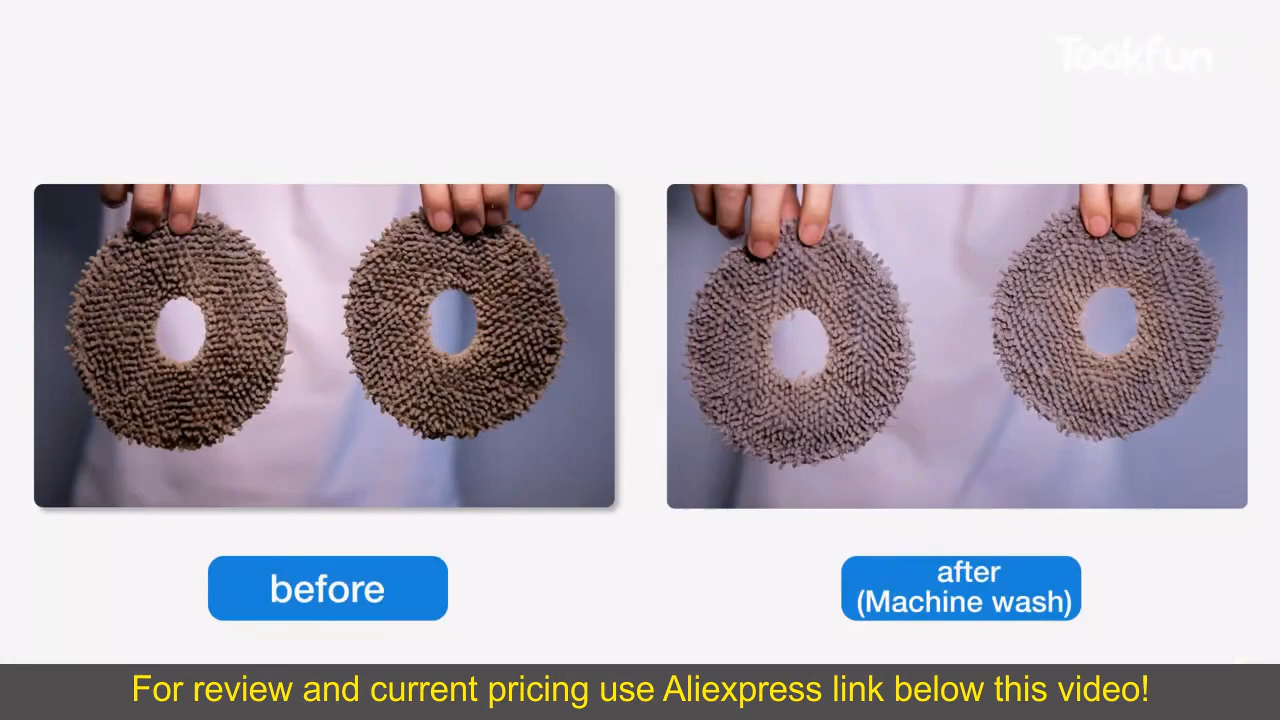 TookFun
before
after
(Machine wash)
For review and current pricing use Aliexpress link below this video!